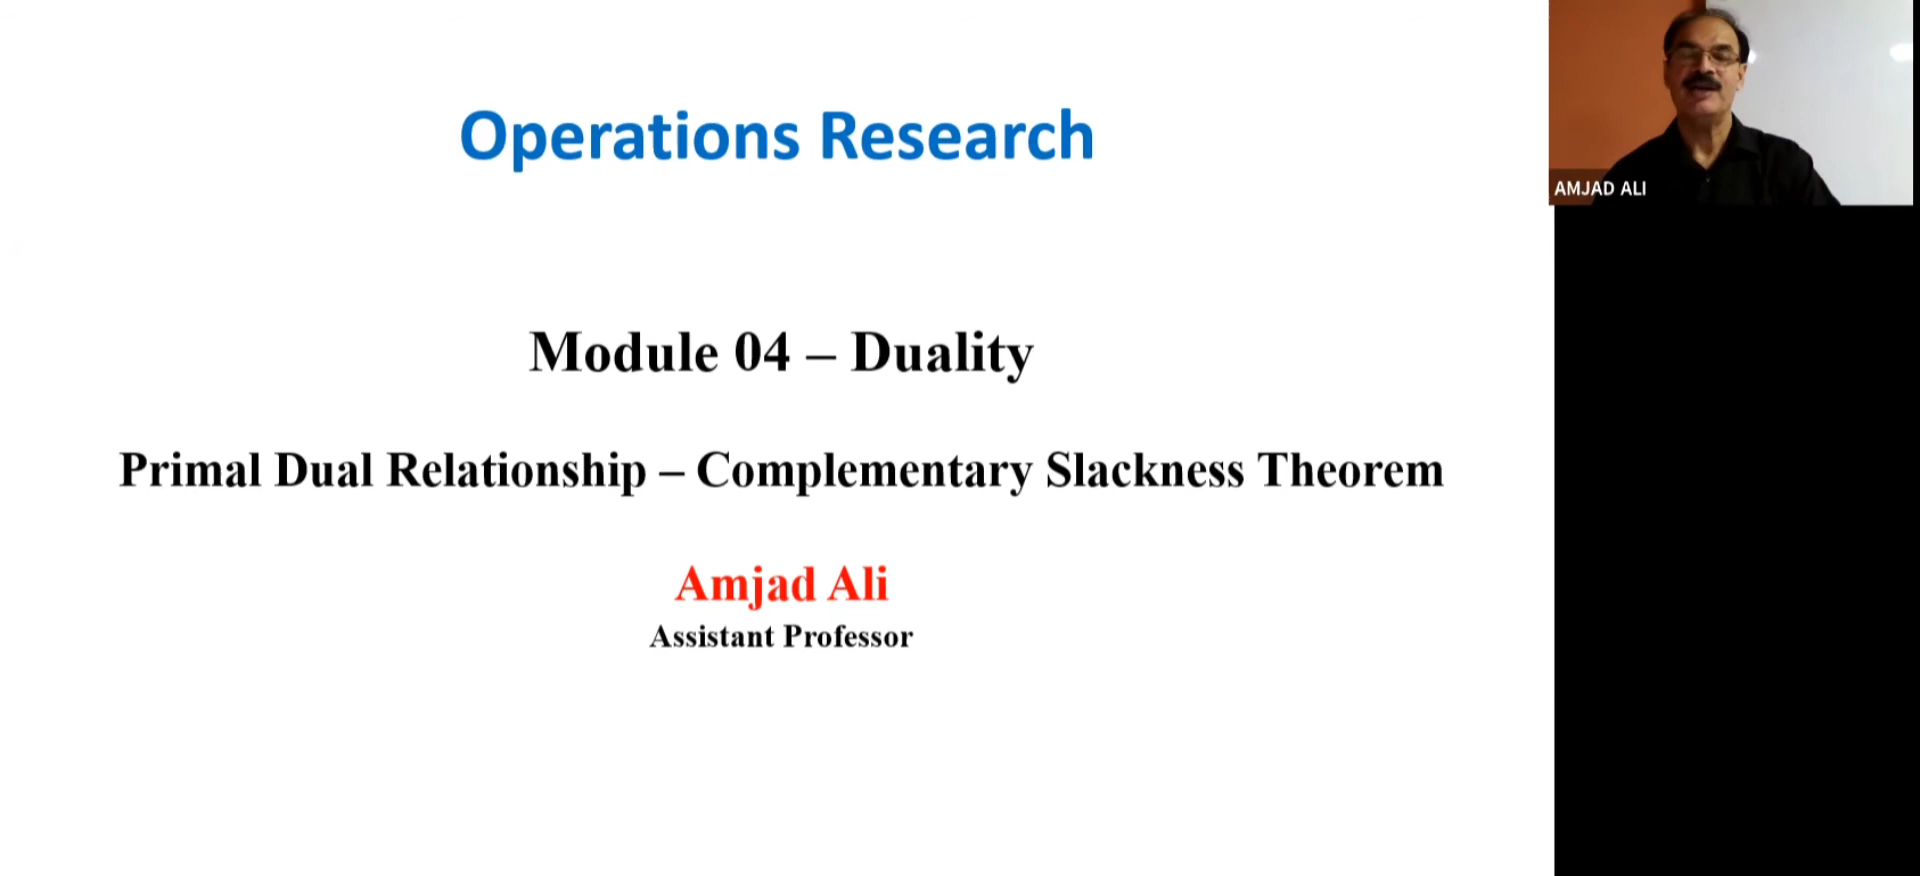 Operations Research
AMJAD ALI
Module 04 – Duality
Primal Dual Relationship – Complementary Slackness Theorem
Amjad Ali
Assistant Professor